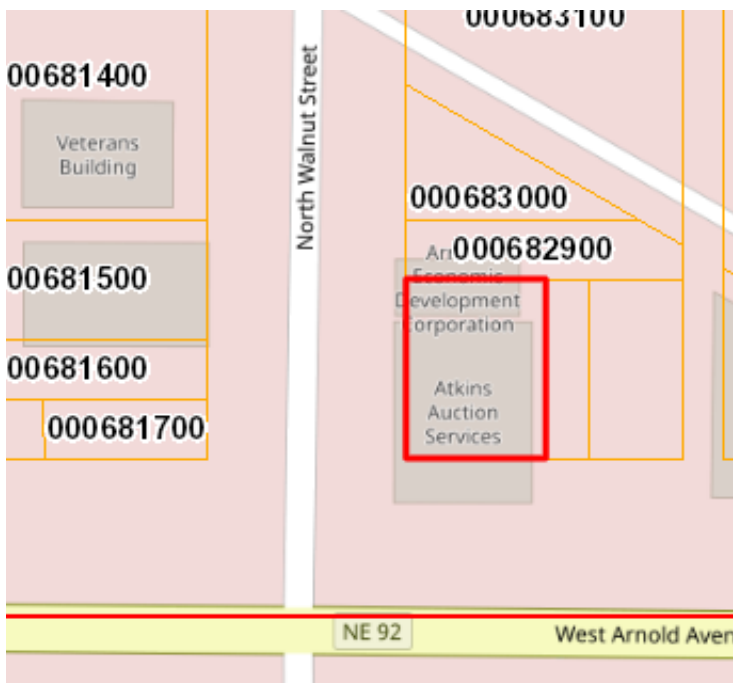 000683100
00681400
Veterans
Building
North Walnut Street
000683000
000682900
00681500
Economic
Development
Corporation
00681600
Atkins
Auction
Services
000681700
NE 92
West Arnold Aven